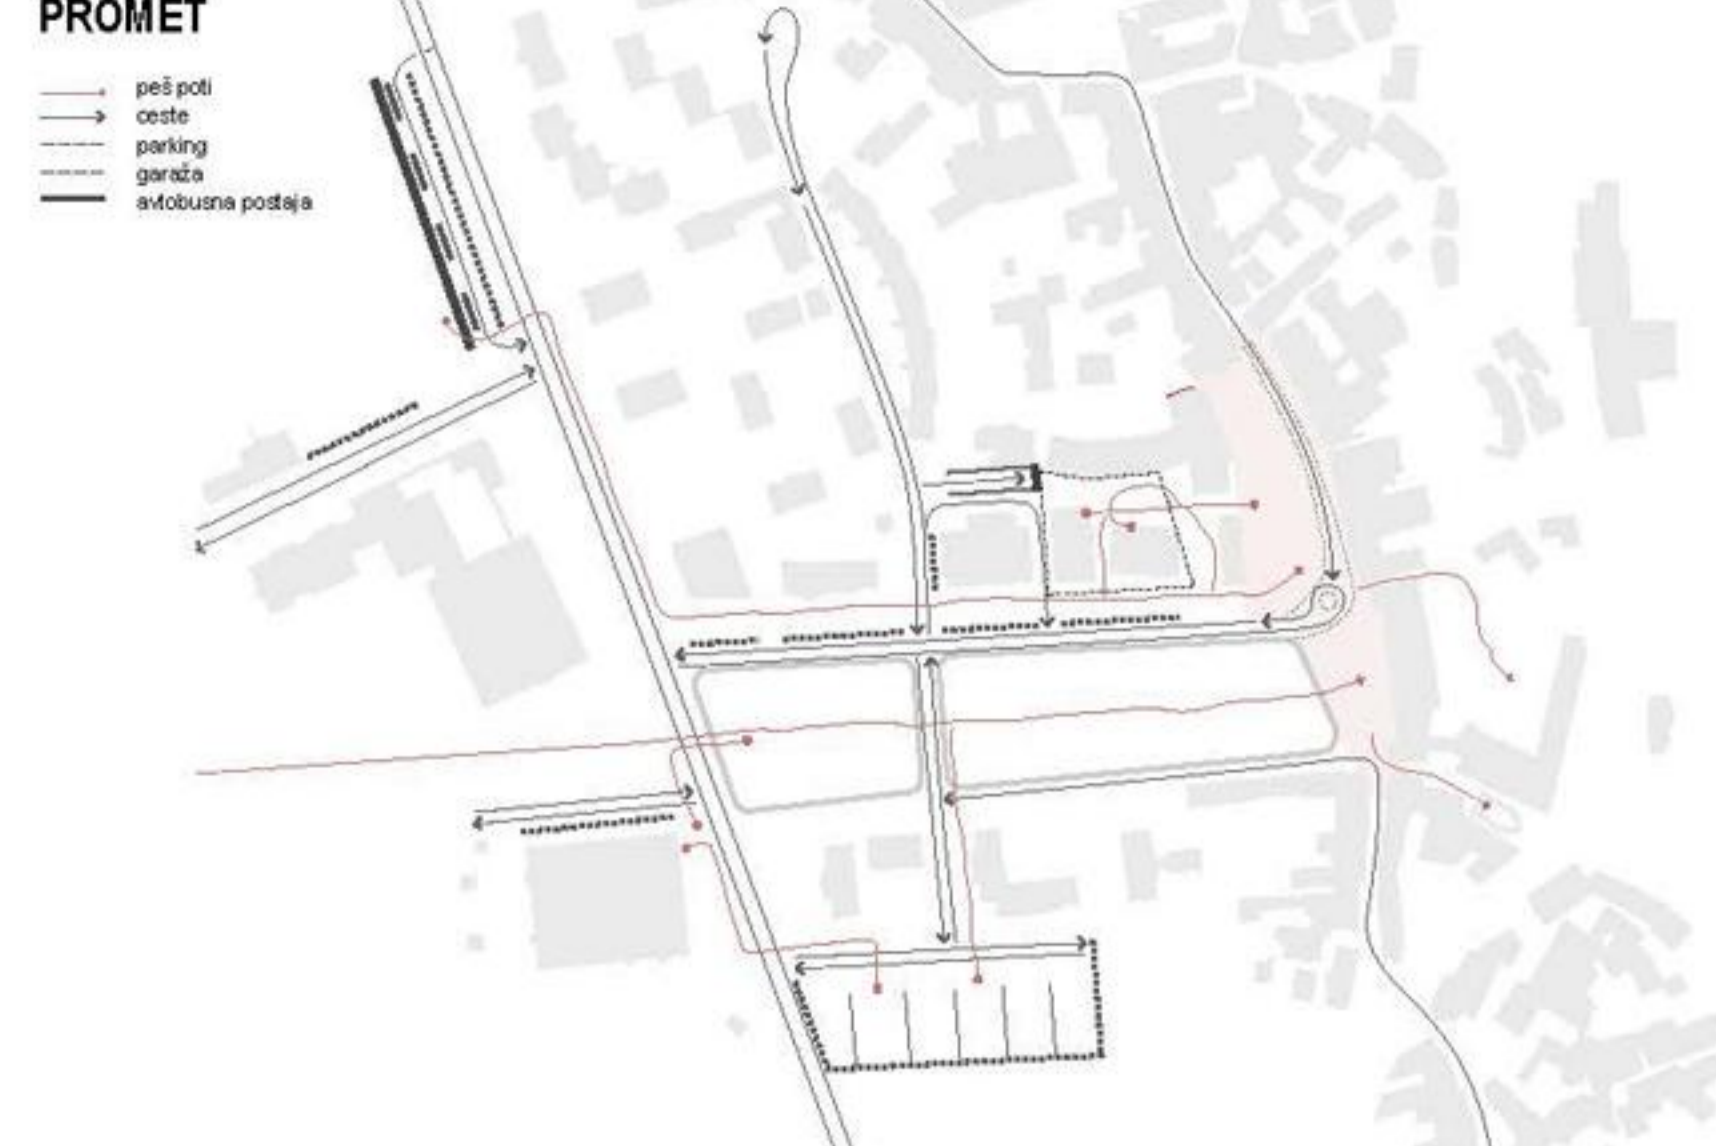 PROMET
peš poti
ceste
parking
garaža
avtobusna postaja